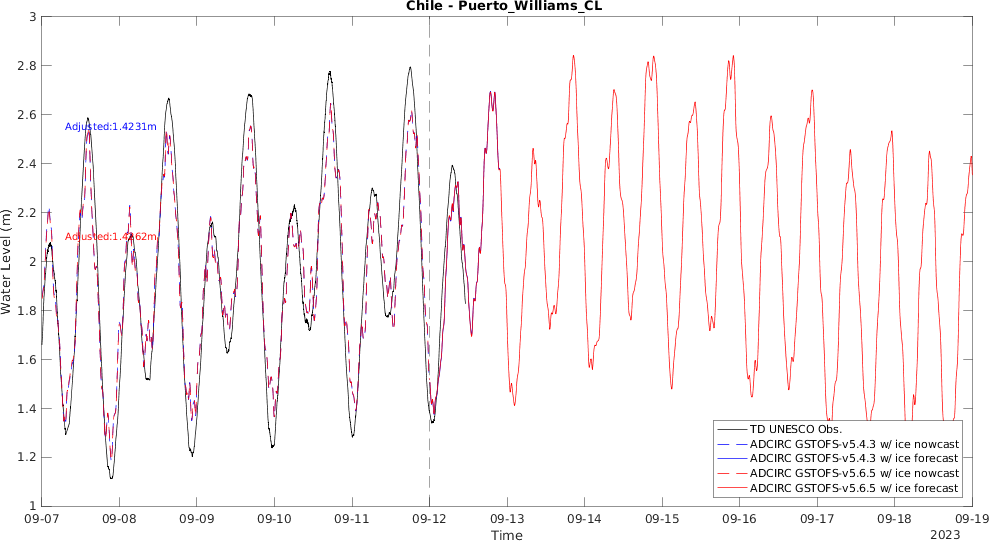 Chile - Puerto_Williams_CL
3
2.8
2.6
2.4
2.2
2
1.8
1.6
1.4
1.2
1
Water Level (m)
Adjusted:1.4231m
TD UNESCO Obs.
ADCIRC GSTOFS-v5.4.3 w/ ice nowcast
ADCIRC GSTOFS-v5.4.3 w/ ice forecast
ADCIRC GSTOFS-v5.6.5 w/ ice nowcast
ADCIRC GSTOFS-v5.6.5 w/ ice forecast
09-07 09-08 09-09 09-10 09-11 09-12 09-13 09-14 09-15 09-16 09-17 09-18 09-19
Time
2023